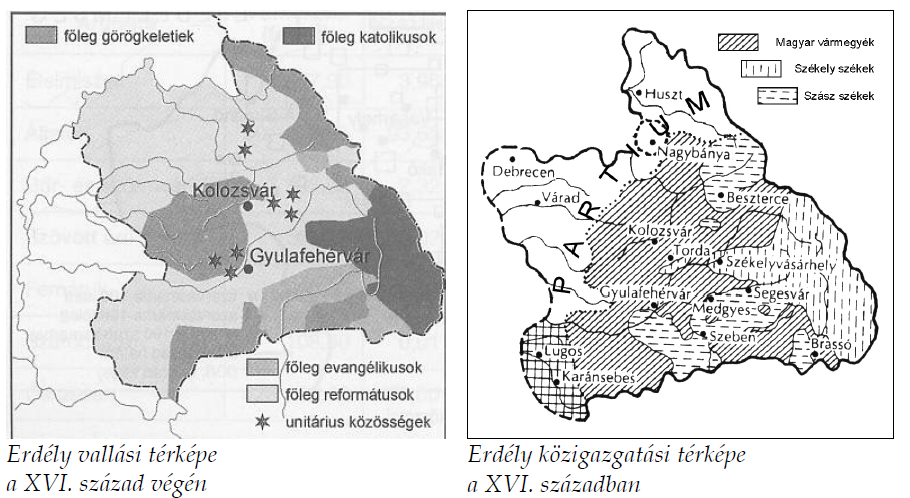 főleg görögkeletiek
főleg katolikusok
Kolozsvár
Gyulafehérvár
főleg evangélikusok
főleg reformátusok
unitárius közösségek
Erdély vallási térképe
a XVI. század végén
Magyar vármegyék
Székely székek
Szász székek
PARTIUM
Huszt
Nagybánya
Debrecen
Várad
Beszterce
Kolozsvár
Torda
Székelyvásárhely
Gyulafehérvár
Segesvár
Medgyes
Szeben
Brassó
Lugos
Karánsebes
Erdély közigazgatási térképe
a XVI. században